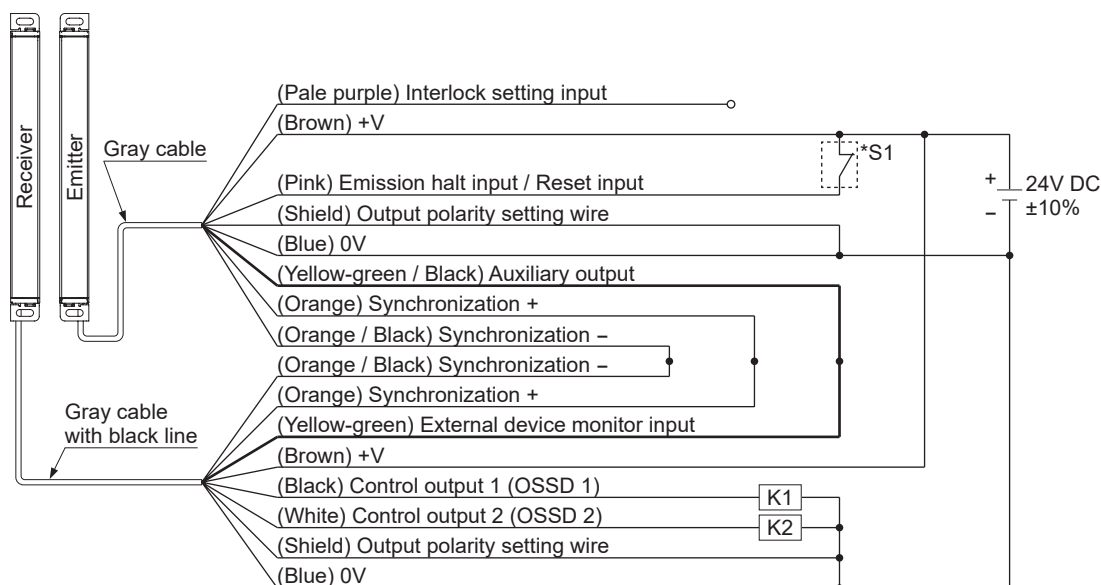 Receiver
Emitter
Gray cable
(Pale purple) Interlock setting input
(Brown) +V
*S1
(Pink) Emission halt input / Reset input
+
−
24V DC
±10%
(Shield) Output polarity setting wire
(Blue) 0V
(Yellow-green / Black) Auxiliary output
(Orange) Synchronization +
(Orange / Black) Synchronization −
(Orange / Black) Synchronization −
(Orange) Synchronization +
Gray cable
with black line
(Yellow-green) External device monitor input
(Brown) +V
(Black) Control output 1 (OSSD 1)
K1
(White) Control output 2 (OSSD 2)
K2
(Shield) Output polarity setting wire
(Blue) 0V